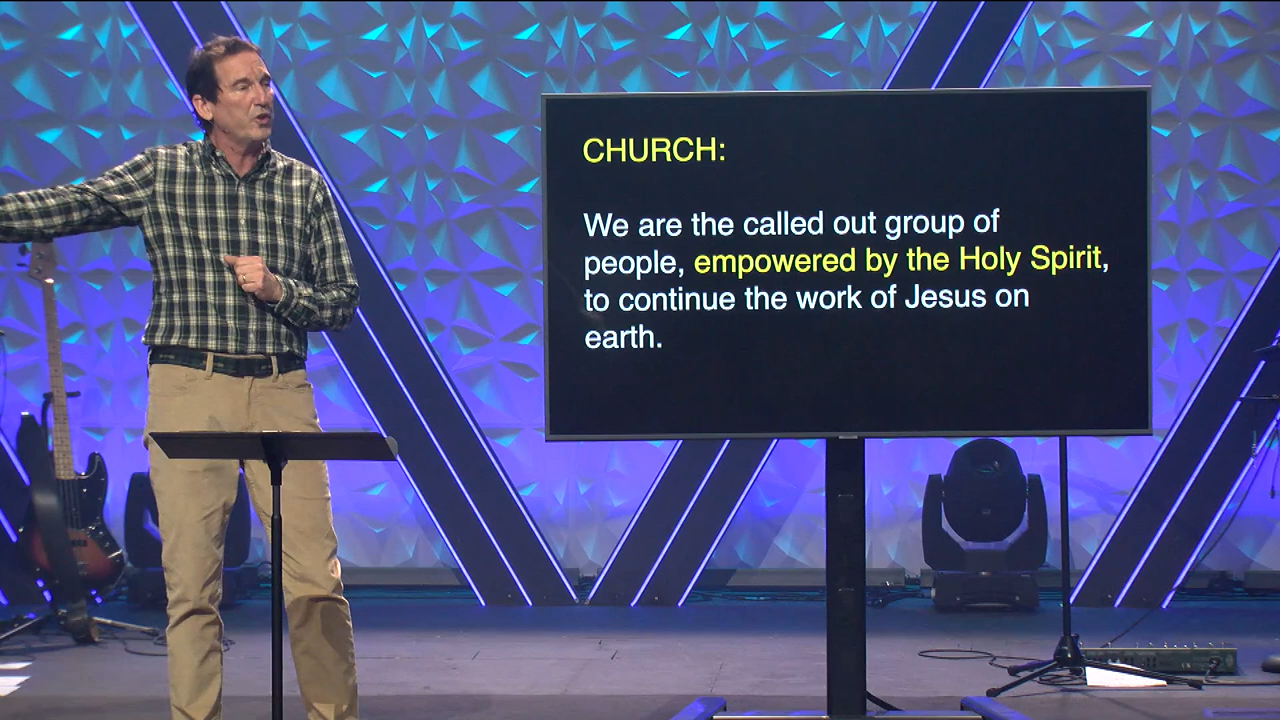 CHURCH:
We are the called out group of
people, empowered by the Holy Spirit,
to continue the work of Jesus on
earth.